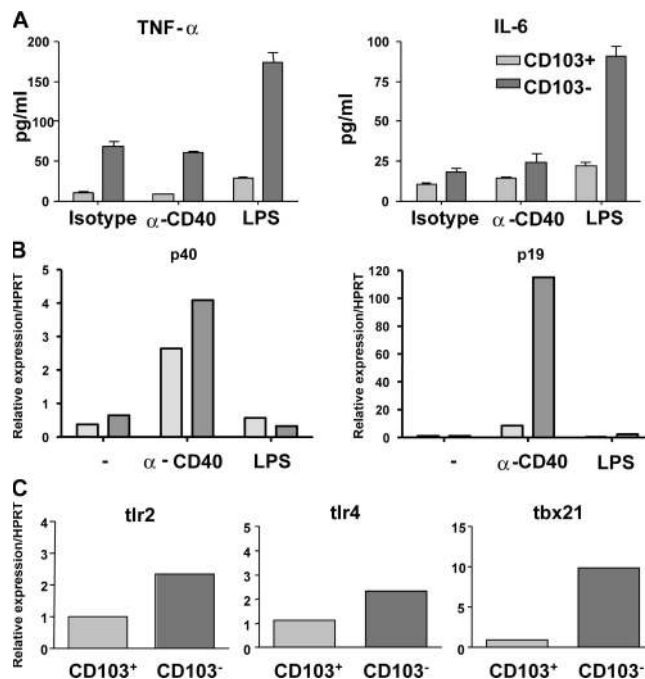 A
TNF-α
IL-6
pg/ml
200
150
100
50
0
Isotype α-CD40 LPS
pg/ml
100
75
50
25
0
CD103+
CD103-
Isotype α-CD40 LPS
B
p40
p19
Relative expression/HPRT
5
4
3
2
1
0
- α-CD40 LPS
Relative expression/HPRT
120
100
80
60
40
20
0
- α-CD40 LPS
C
tlr2
tlr4
tbx21
Relative expression/HPRT
4
3
2
1
0
CD103+ CD103-
5
4
3
2
1
0
CD103+ CD103-
15
10
5
0
CD103+ CD103-